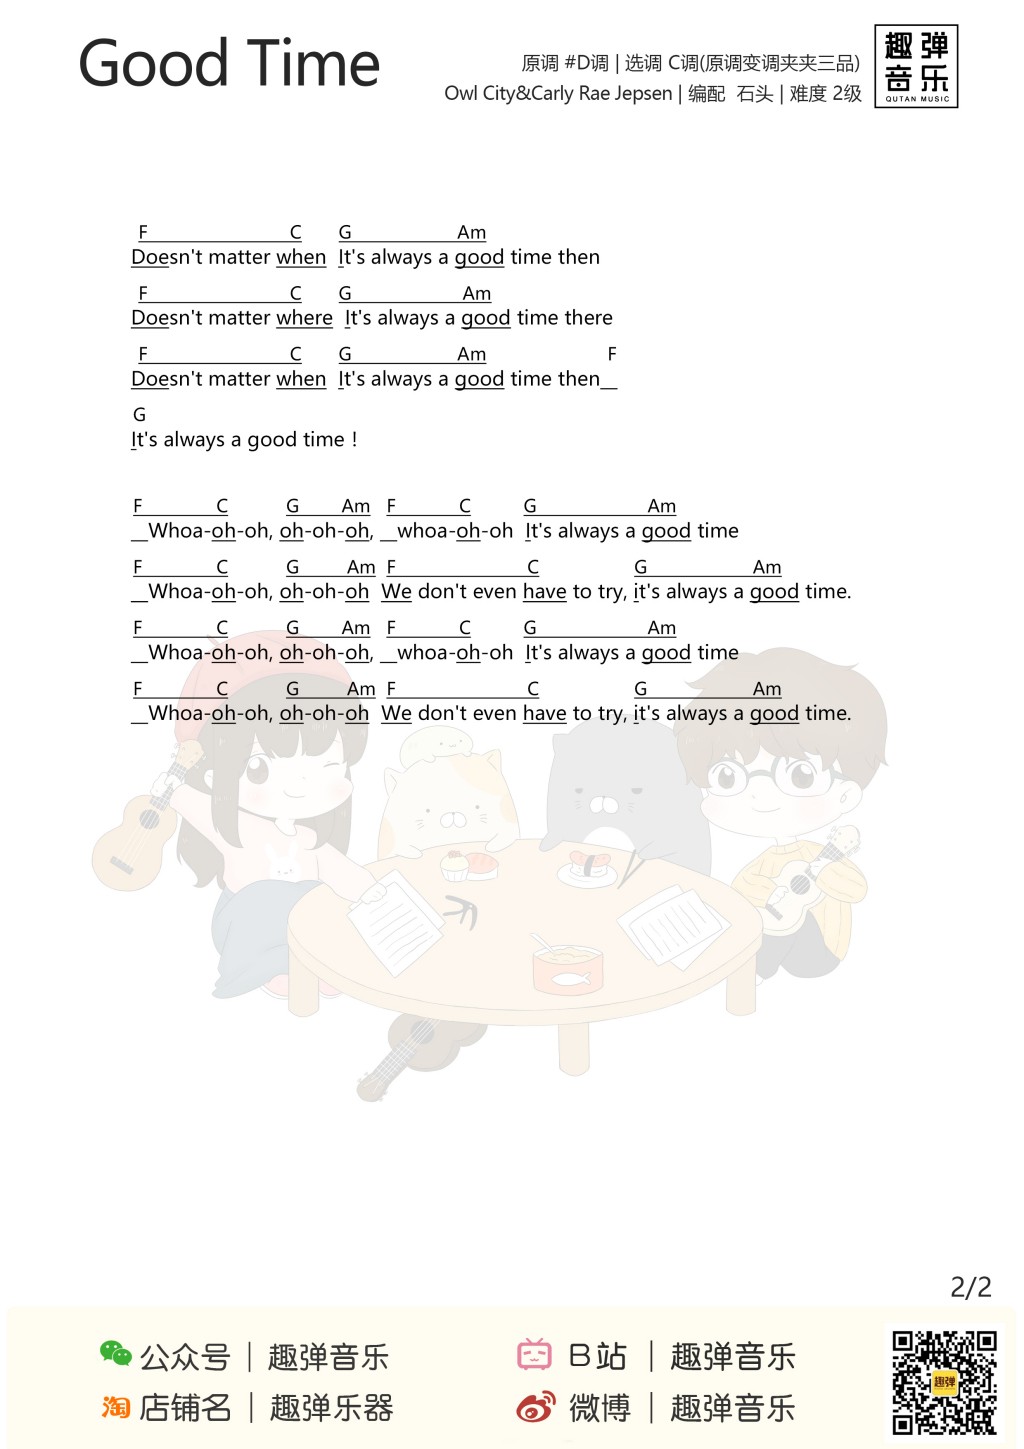 Good Time
原调 #D调 | 选调 C调(原调变调夹夹三品)
Owl City&Carly Rae Jepsen | 编配 石头 | 难度 2级
趣弹
音乐
QUTAN MUSIC
F C G Am
Doesn't matter when It's always a good time then
F C G Am
Doesn't matter where It's always a good time there
F C G Am F
Doesn't matter when It's always a good time then__
G
It's always a good time !
F C G Am F C G Am
__Whoa-oh-oh, oh-oh-oh, __whoa-oh-oh It's always a good time
F C G Am F C G Am
__Whoa-oh-oh, oh-oh-oh We don't even have to try, it's always a good time.
F C G Am F C G Am
__Whoa-oh-oh, oh-oh-oh, __whoa-oh-oh It's always a good time
F C G Am F C G Am
__Whoa-oh-oh, oh-oh-oh We don't even have to try, it's always a good time.
2/2
公众号 | 趣弹音乐
B站 | 趣弹音乐
淘 店铺名 | 趣弹乐器
微博 | 趣弹音乐
趣弹